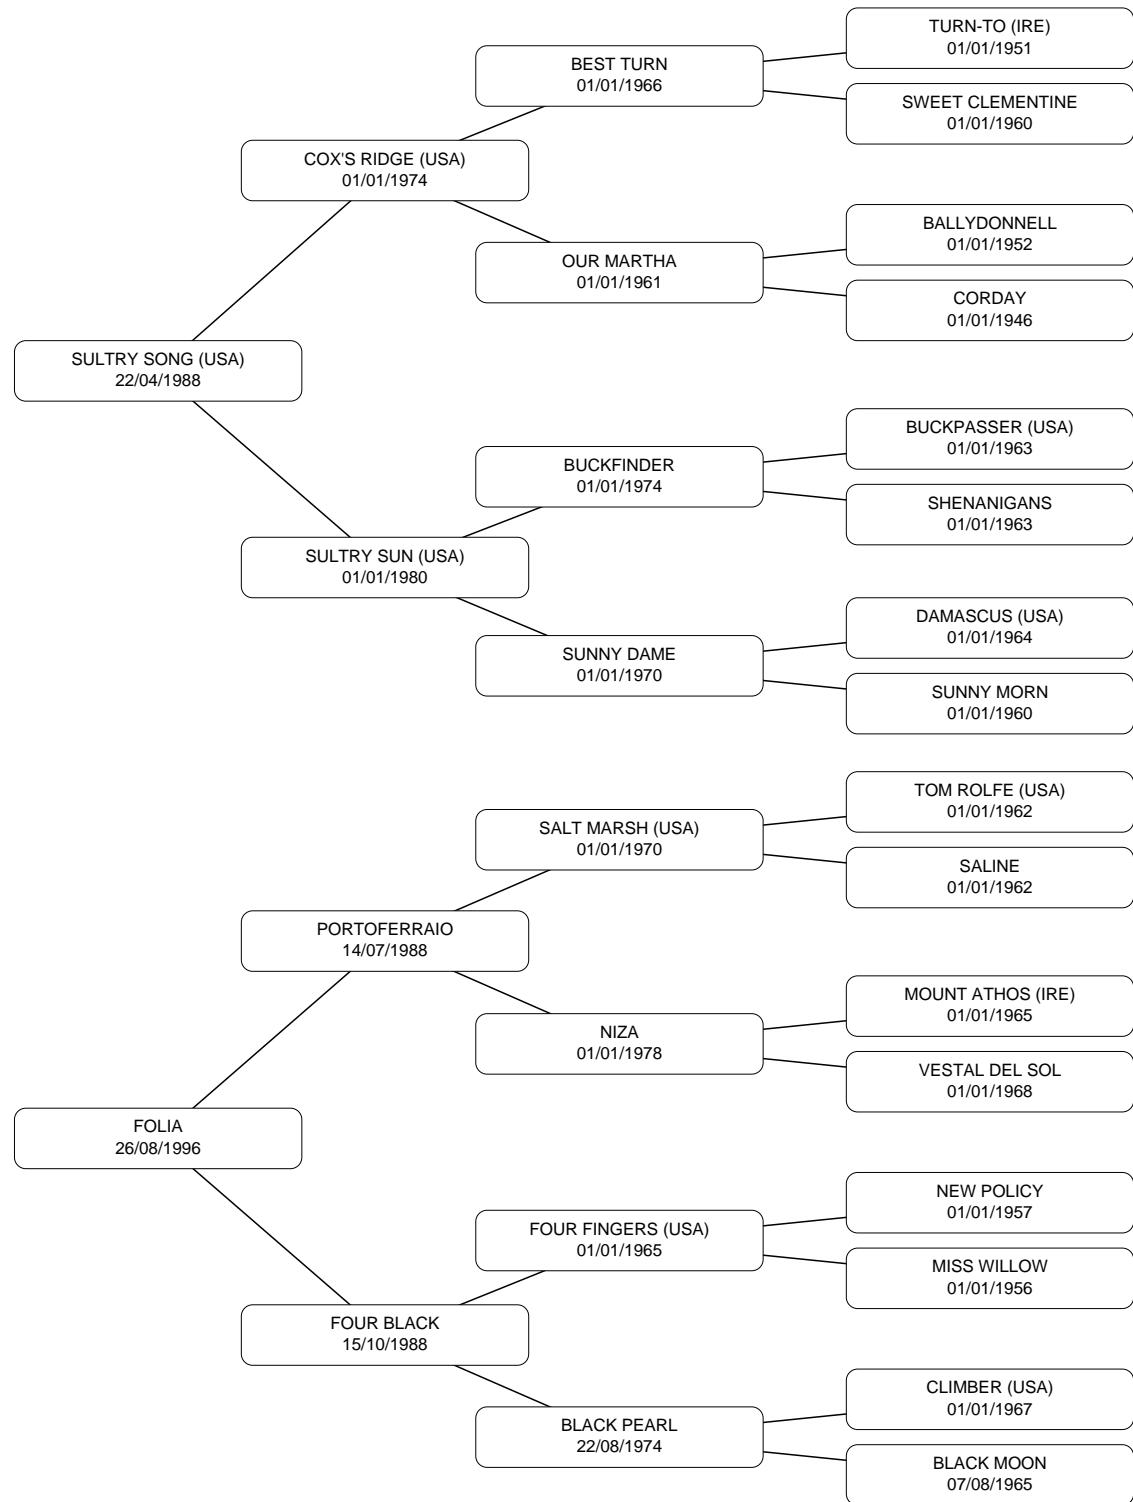 TURN-TO (IRE)
01/01/1951
BEST TURN
01/01/1966
SWEET CLEMENTINE
01/01/1960
COX'S RIDGE (USA)
01/01/1974
BALLYDONNELL
01/01/1952
OUR MARTHA
01/01/1961
CORDAY
01/01/1946
SULTRY SONG (USA)
22/04/1988
BUCKPASSER (USA)
01/01/1963
BUCKFINDER
01/01/1974
SHENANIGANS
01/01/1963
SULTRY SUN (USA)
01/01/1980
DAMASCUS (USA)
01/01/1964
SUNNY DAME
01/01/1970
SUNNY MORN
01/01/1960
TOM ROLFE (USA)
01/01/1962
SALT MARSH (USA)
01/01/1970
SALINE
01/01/1962
PORTOFERRAIO
14/07/1988
MOUNT ATHOS (IRE)
01/01/1965
NIZA
01/01/1978
VESTAL DEL SOL
01/01/1968
FOLIA
26/08/1996
NEW POLICY
01/01/1957
FOUR FINGERS (USA)
01/01/1965
MISS WILLOW
01/01/1956
FOUR BLACK
15/10/1988
CLIMBER (USA)
01/01/1967
BLACK PEARL
22/08/1974
BLACK MOON
07/08/1965